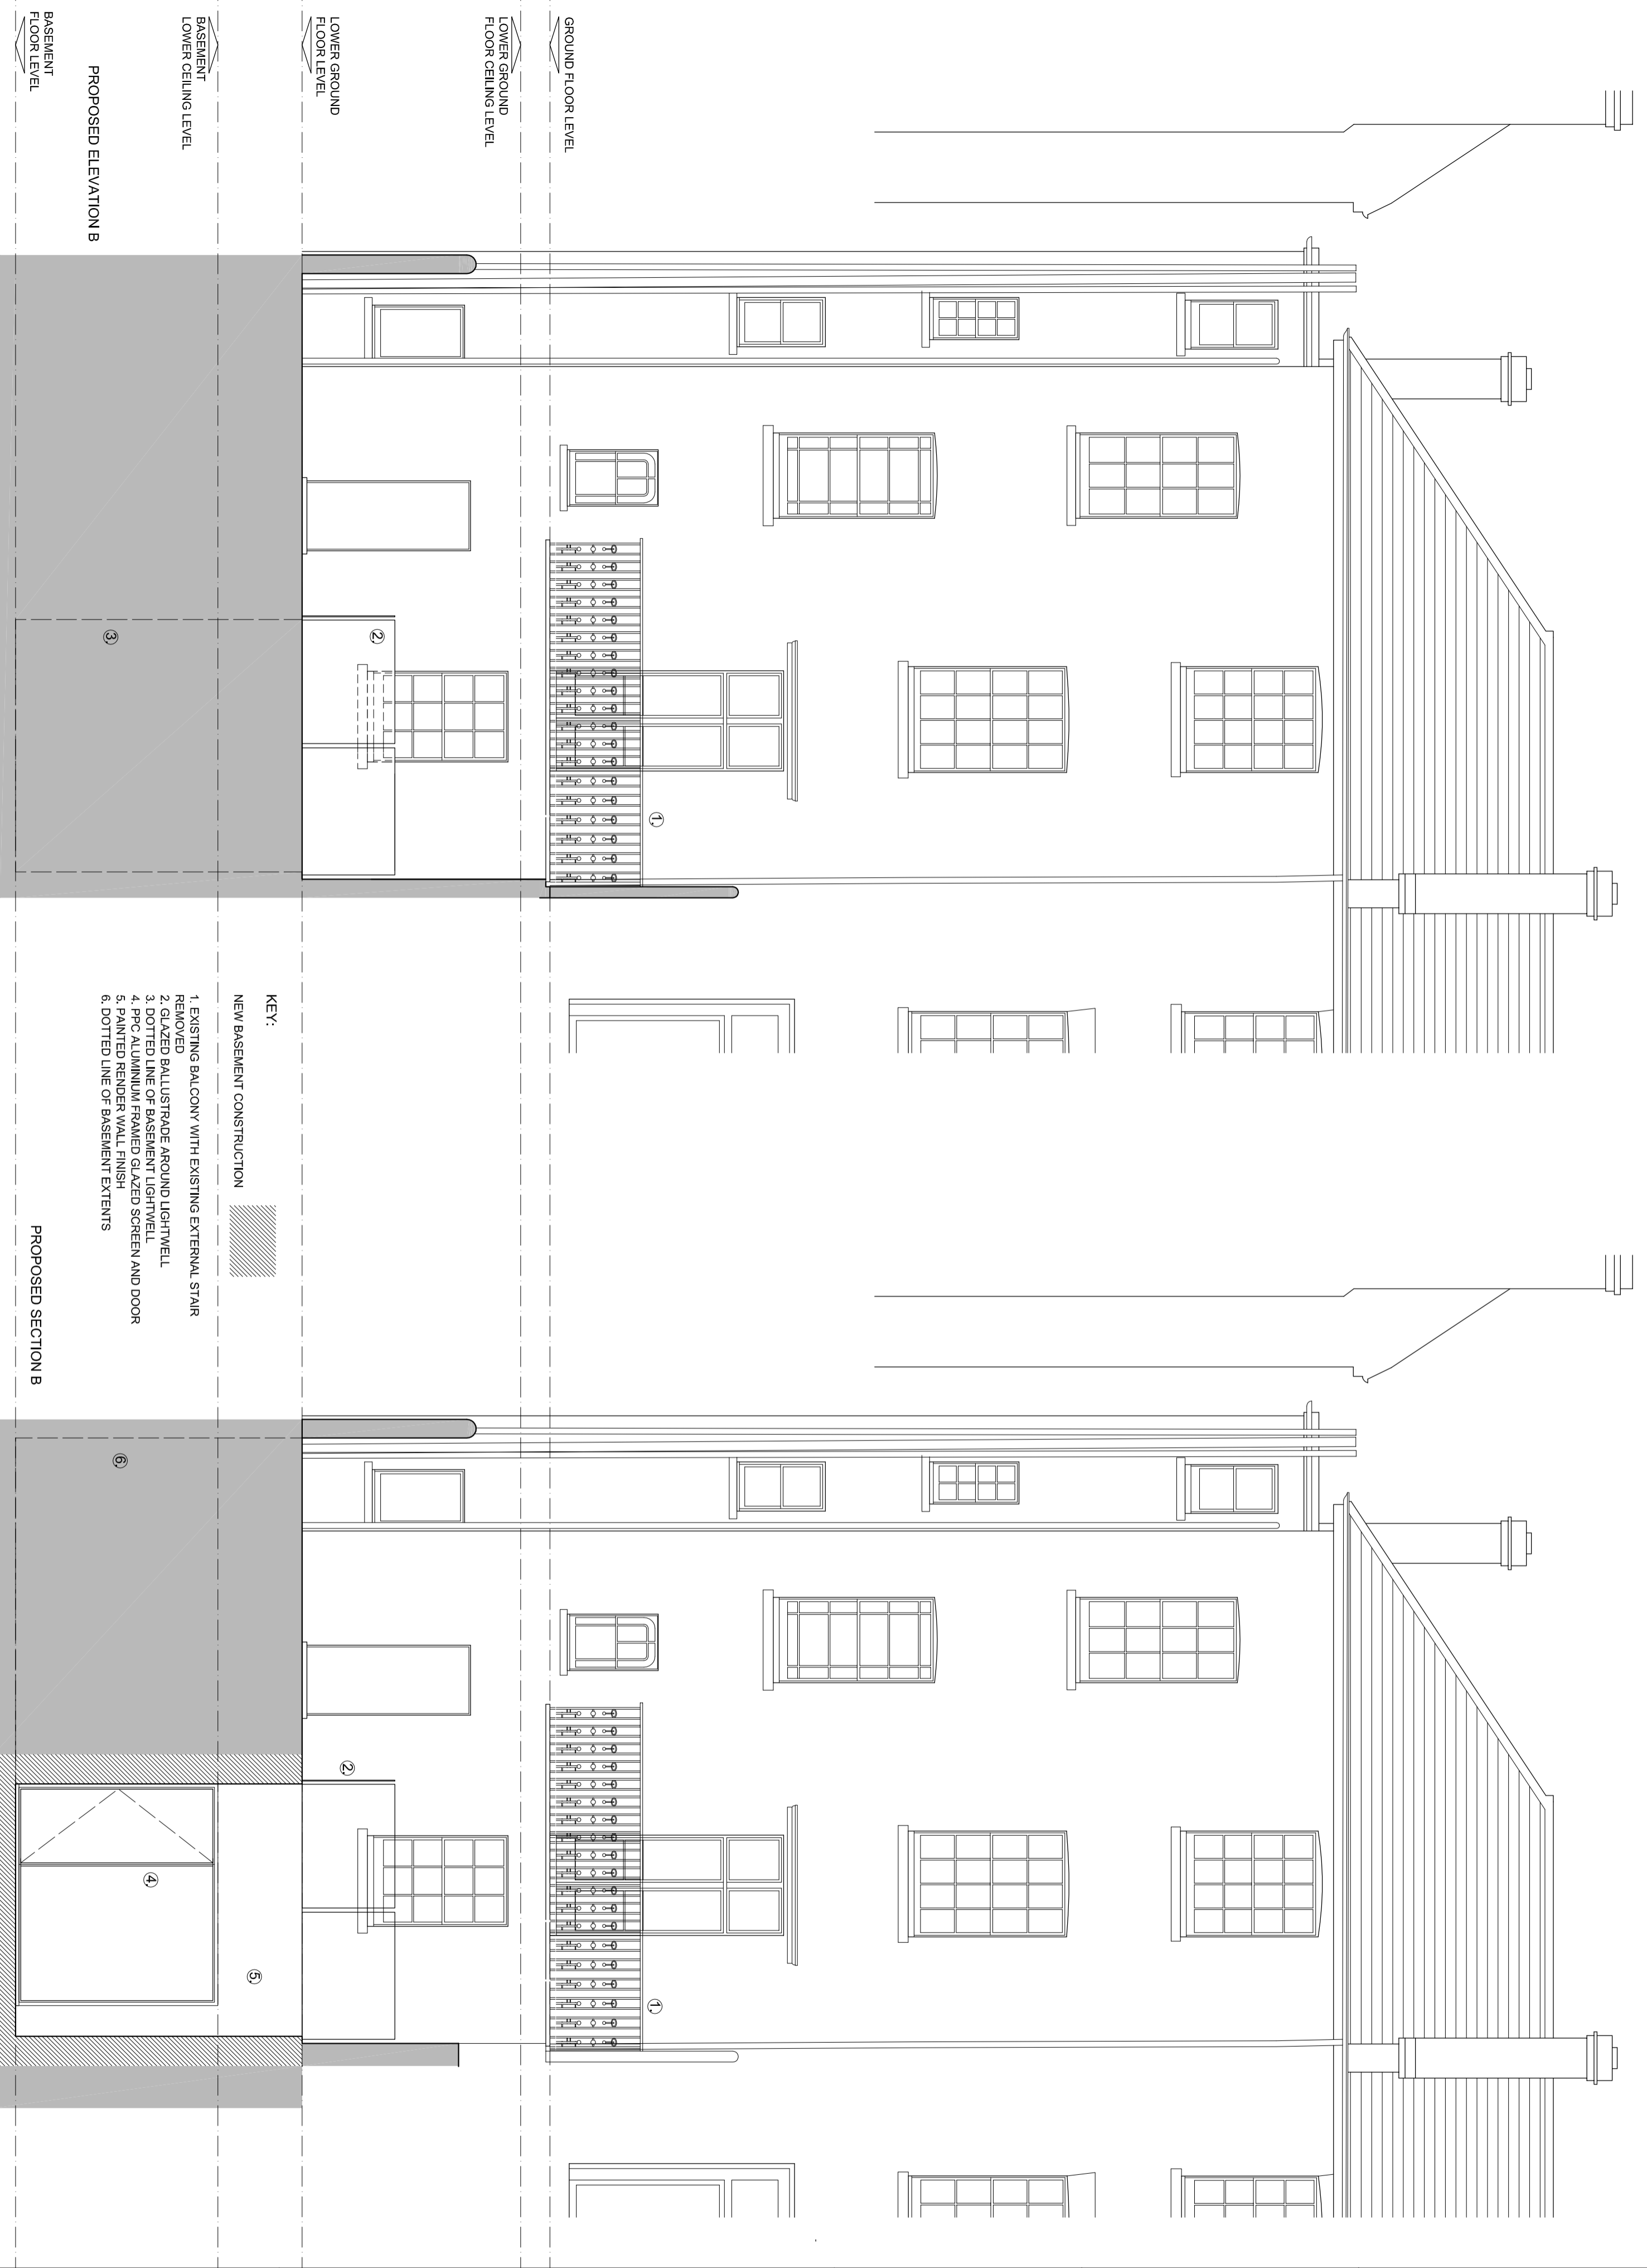 GROUND FLOOR LEVEL
LOWER GROUND
FLOOR CEILING LEVEL
LOWER GROUND
FLOOR LEVEL
BASEMENT
LOWER CEILING LEVEL
BASEMENT
FLOOR LEVEL
PROPOSED ELEVATION B
1.
2.
3.
KEY:
NEW BASEMENT CONSTRUCTION
1. EXISTING BALCONY WITH EXISTING EXTERNAL STAIR
REMOVED
2. GLAZED BALLUSTRADE AROUND LIGHTWELL
3. DOTTED LINE OF BASEMENT LIGHTWELL
4. PPC ALUMINIUM FRAMED GLAZED SCREEN AND DOOR
5. PAINTED RENDER WALL FINISH
6. DOTTED LINE OF BASEMENT EXTENTS
PROPOSED SECTION B
1.
2.
5.
4.
6.